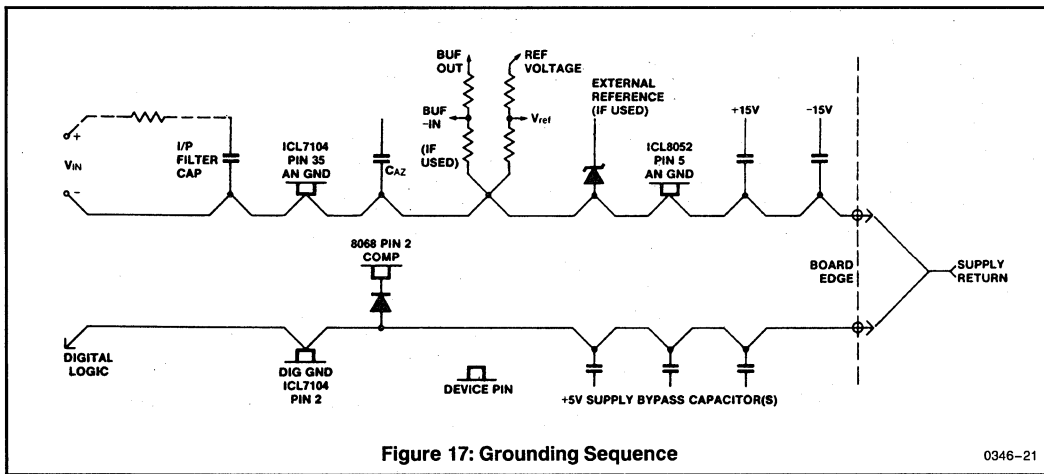 BUF
OUT
REF
VOLTAGE
EXTERNAL
REFERENCE
(IF USED)
+15V
-15V
+
VIN
-
I/P
FILTER
CAP
ICL7104
PIN 35
AN GND
CAZ
BUF
-IN
(IF
USED)
Vref
ICL8052
PIN 5
AN GND
8068 PIN 2
COMP
BOARD
EDGE
SUPPLY
RETURN
DIGITAL
LOGIC
DIG GND
ICL7104
PIN 2
DEVICE PIN
+5V SUPPLY BYPASS CAPACITOR(S)
Figure 17: Grounding Sequence
0346-21